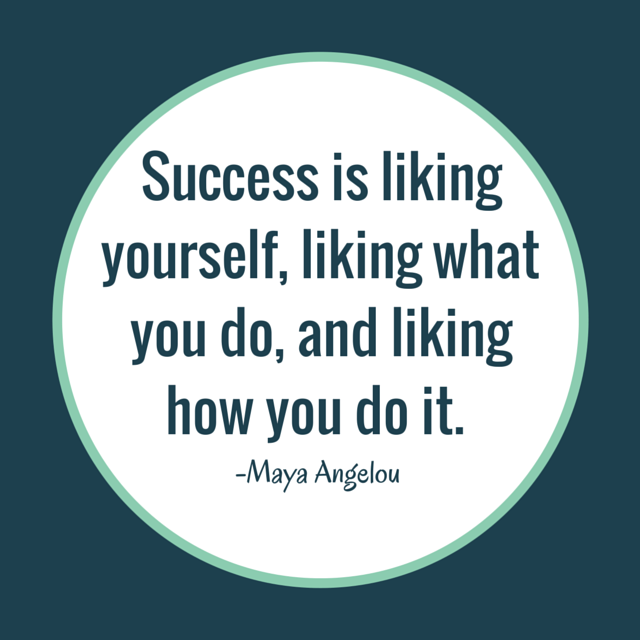 Success is liking
yourself, liking what
you do, and liking
how you do it.
-Maya Angelou